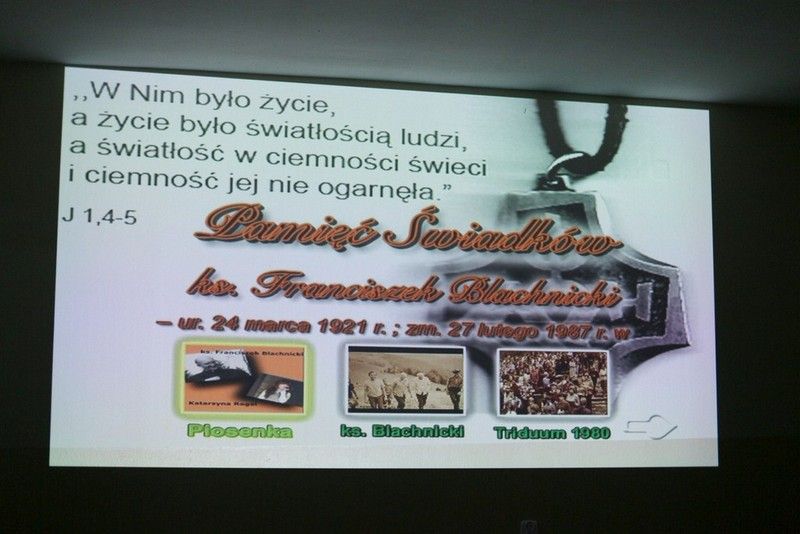 ,,W Nim było życie,
a życie było światłością ludzi,
a światłość w ciemności świeci
i ciemność jej nie ogarnęła.”
J 1,4-5
Pamięć Świadków
ks. Franciszek Blachnicki
– ur. 24 marca 1921 r. ; zm. 27 lutego 1987 r. w
ks. Franciszek Blachnicki
Katarzyna Rogal
Piosenka
ks. Blachnicki
Triduum 1980